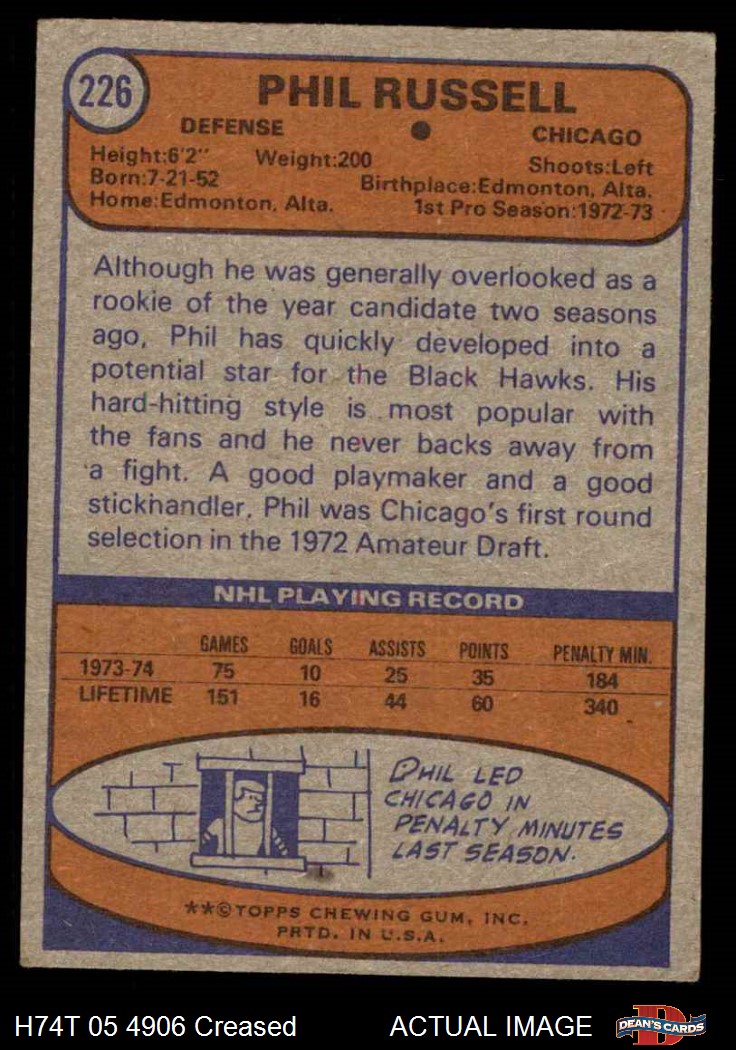 226
PHIL RUSSELL
DEFENSE
CHICAGO
Height:6'2" Weight:200 Shoots:Left
Born:7-21-52 Birthplace:Edmonton, Alta.
Home:Edmonton, Alta. 1st Pro Season:1972-73
Although he was generally overlooked as a
rookie of the year candidate two seasons
ago, Phil has quickly developed into a
potential star for the Black Hawks. His
hard-hitting style is most popular with
the fans and he never backs away from
a fight. A good playmaker and a good
stickhandler, Phil was Chicago's first round
selection in the 1972 Amateur Draft.
NHL PLAYING RECORD
GAMES GOALS ASSISTS POINTS PENALTY MIN.
1973-74 75 10 25 35 184
LIFETIME 151 16 44 60 340
PHIL LED
CHICAGO IN
PENALTY MINUTES
LAST SEASON.
**©TOPPS CHEWING GUM, INC.
PRTD. IN U.S.A.
H74T 05 4906 Creased ACTUAL IMAGE
D
DEAN'S CARDS